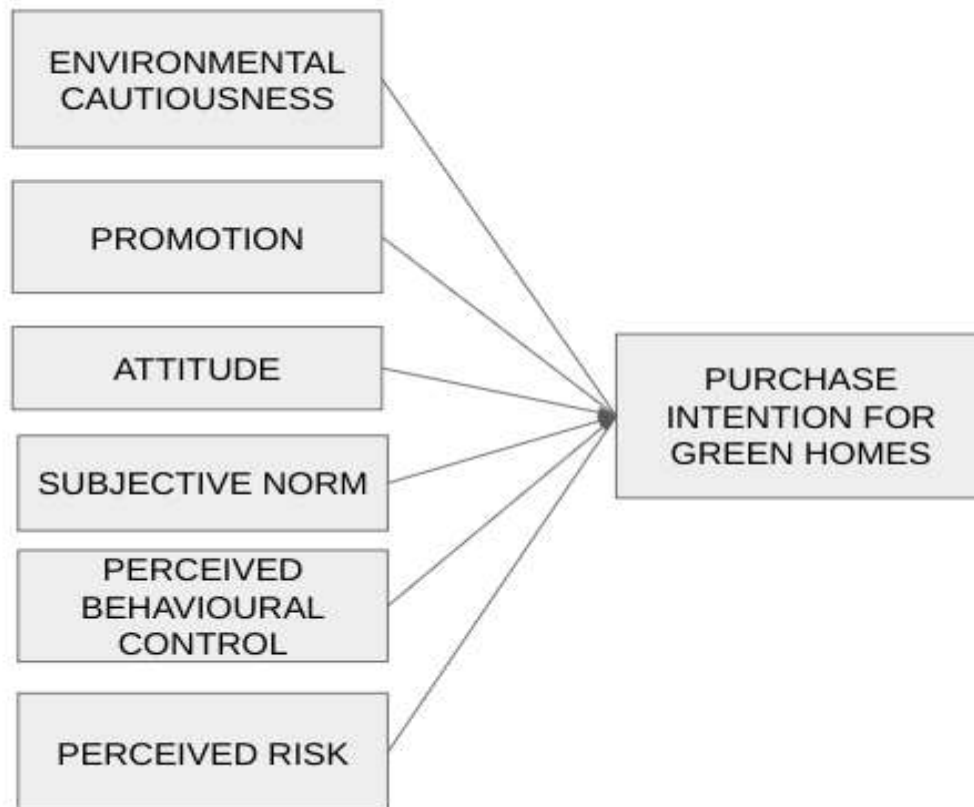 ENVIRONMENTAL
CAUTIOUSNESS
PROMOTION
ATTITUDE
SUBJECTIVE NORM
PERCEIVED
BEHAVIOURAL
CONTROL
PERCEIVED RISK
PURCHASE
INTENTION FOR
GREEN HOMES